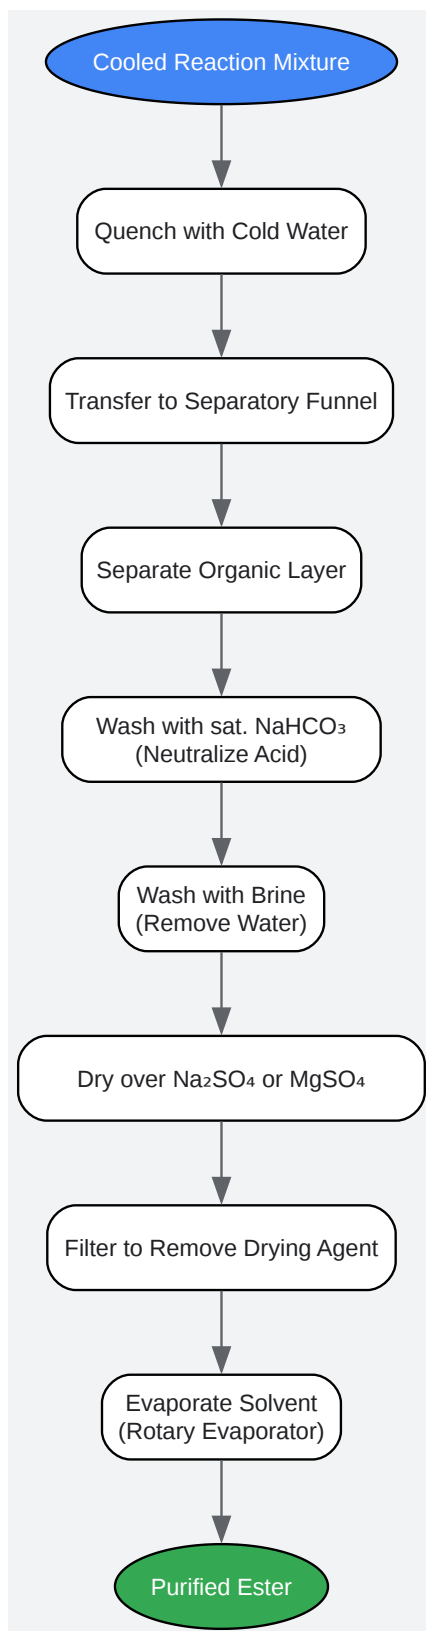 Cooled Reaction Mixture
Quench with Cold Water
Transfer to Separatory Funnel
Separate Organic Layer
Wash with sat. NaHCO₃
(Neutralize Acid)
Wash with Brine
(Remove Water)
Dry over Na₂SO₄ or MgSO₄
Filter to Remove Drying Agent
Evaporate Solvent
(Rotary Evaporator)
Purified Ester